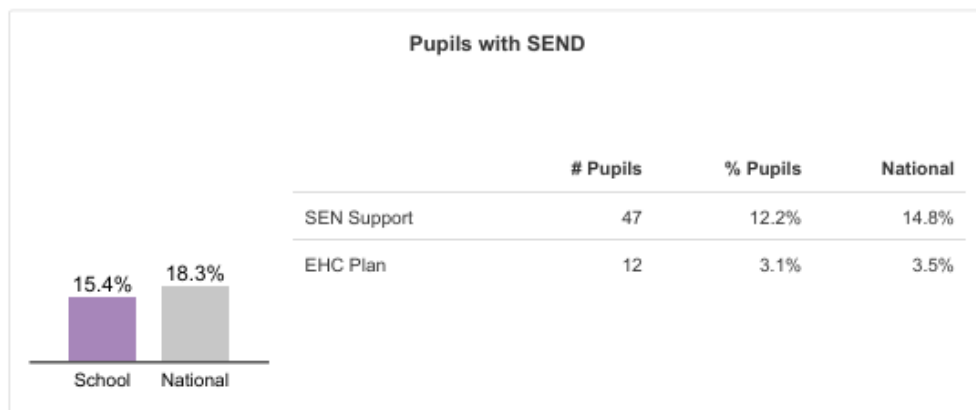 Pupils with SEND
# Pupils % Pupils National
SEN Support 47 12.2% 14.8%
EHC Plan 12 3.1% 3.5%
15.4% 18.3%
School National